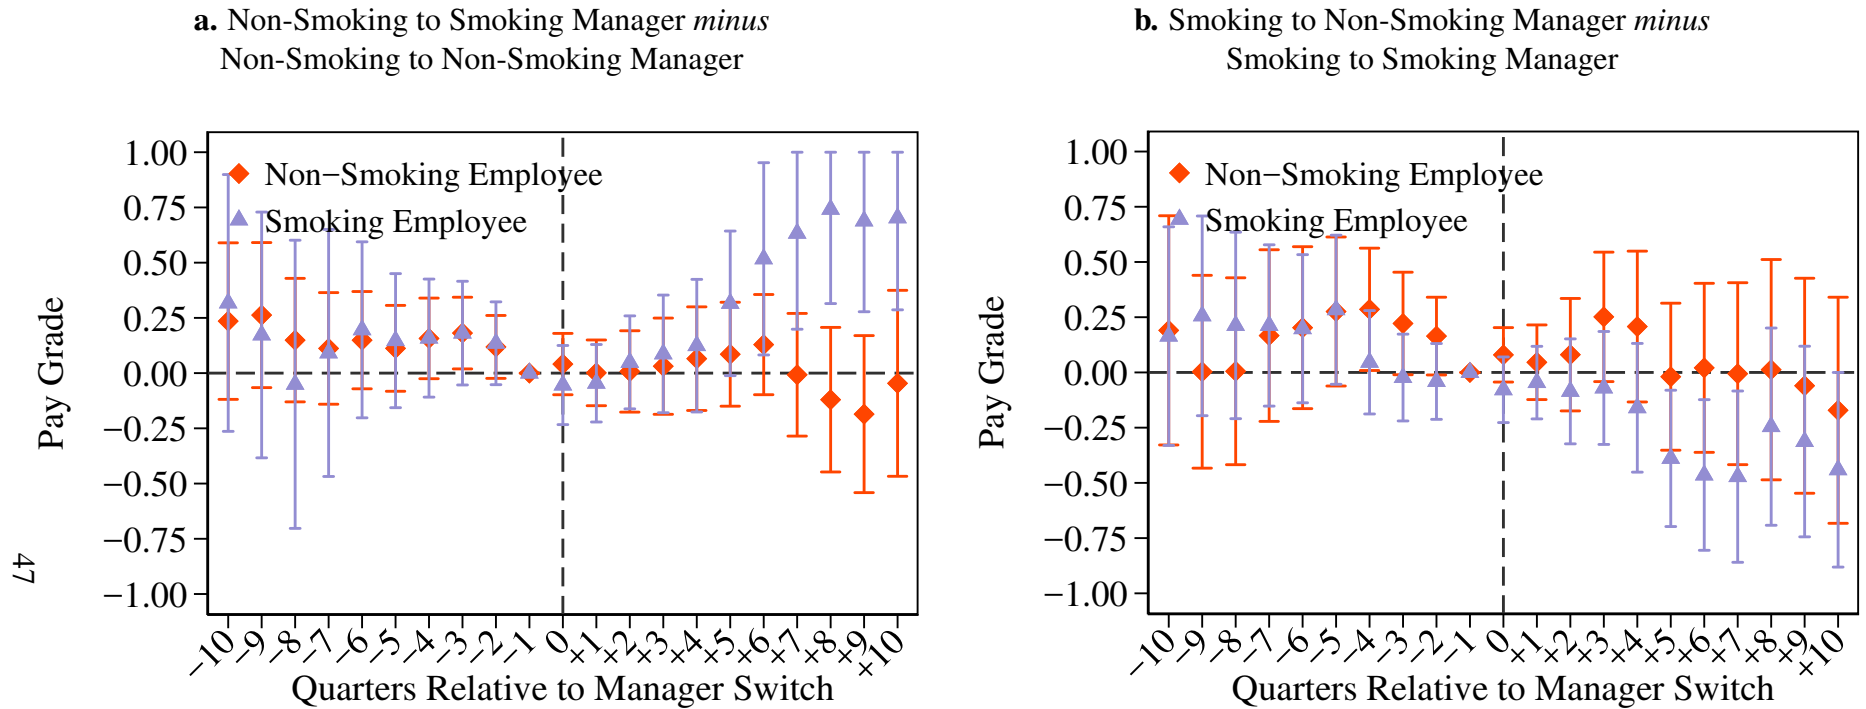 a. Non-Smoking to Smoking Manager minus
Non-Smoking to Non-Smoking Manager
1.00
0.75
0.50
0.25
0.00
−0.25
−0.50
−0.75
−1.00
Pay Grade
Non−Smoking Employee
Smoking Employee
−10 −9 −8 −7 −6 −5 −4 −3 −2 −1 0 +1 +2 +3 +4 +5 +6 +7 +8 +9 +10
Quarters Relative to Manager Switch
b. Smoking to Non-Smoking Manager minus
Smoking to Smoking Manager
1.00
0.75
0.50
0.25
0.00
−0.25
−0.50
−0.75
−1.00
Pay Grade
Non−Smoking Employee
Smoking Employee
−10 −9 −8 −7 −6 −5 −4 −3 −2 −1 0 +1 +2 +3 +4 +5 +6 +7 +8 +9 +10
Quarters Relative to Manager Switch
47